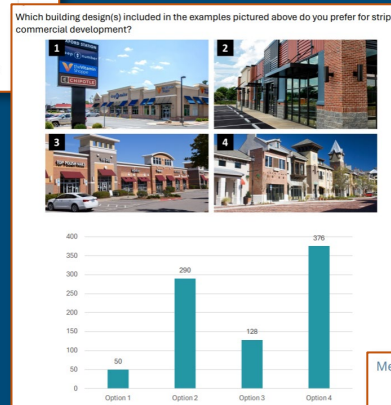 Which building design(s) included in the examples pictured above do you prefer for strip
commercial development?
1
2
CHIPOTLE
3
4
400
350
300
250
200
150
100
50
0
50
290
128
376
Option 1
Option 2
Option 3
Option 4
Me